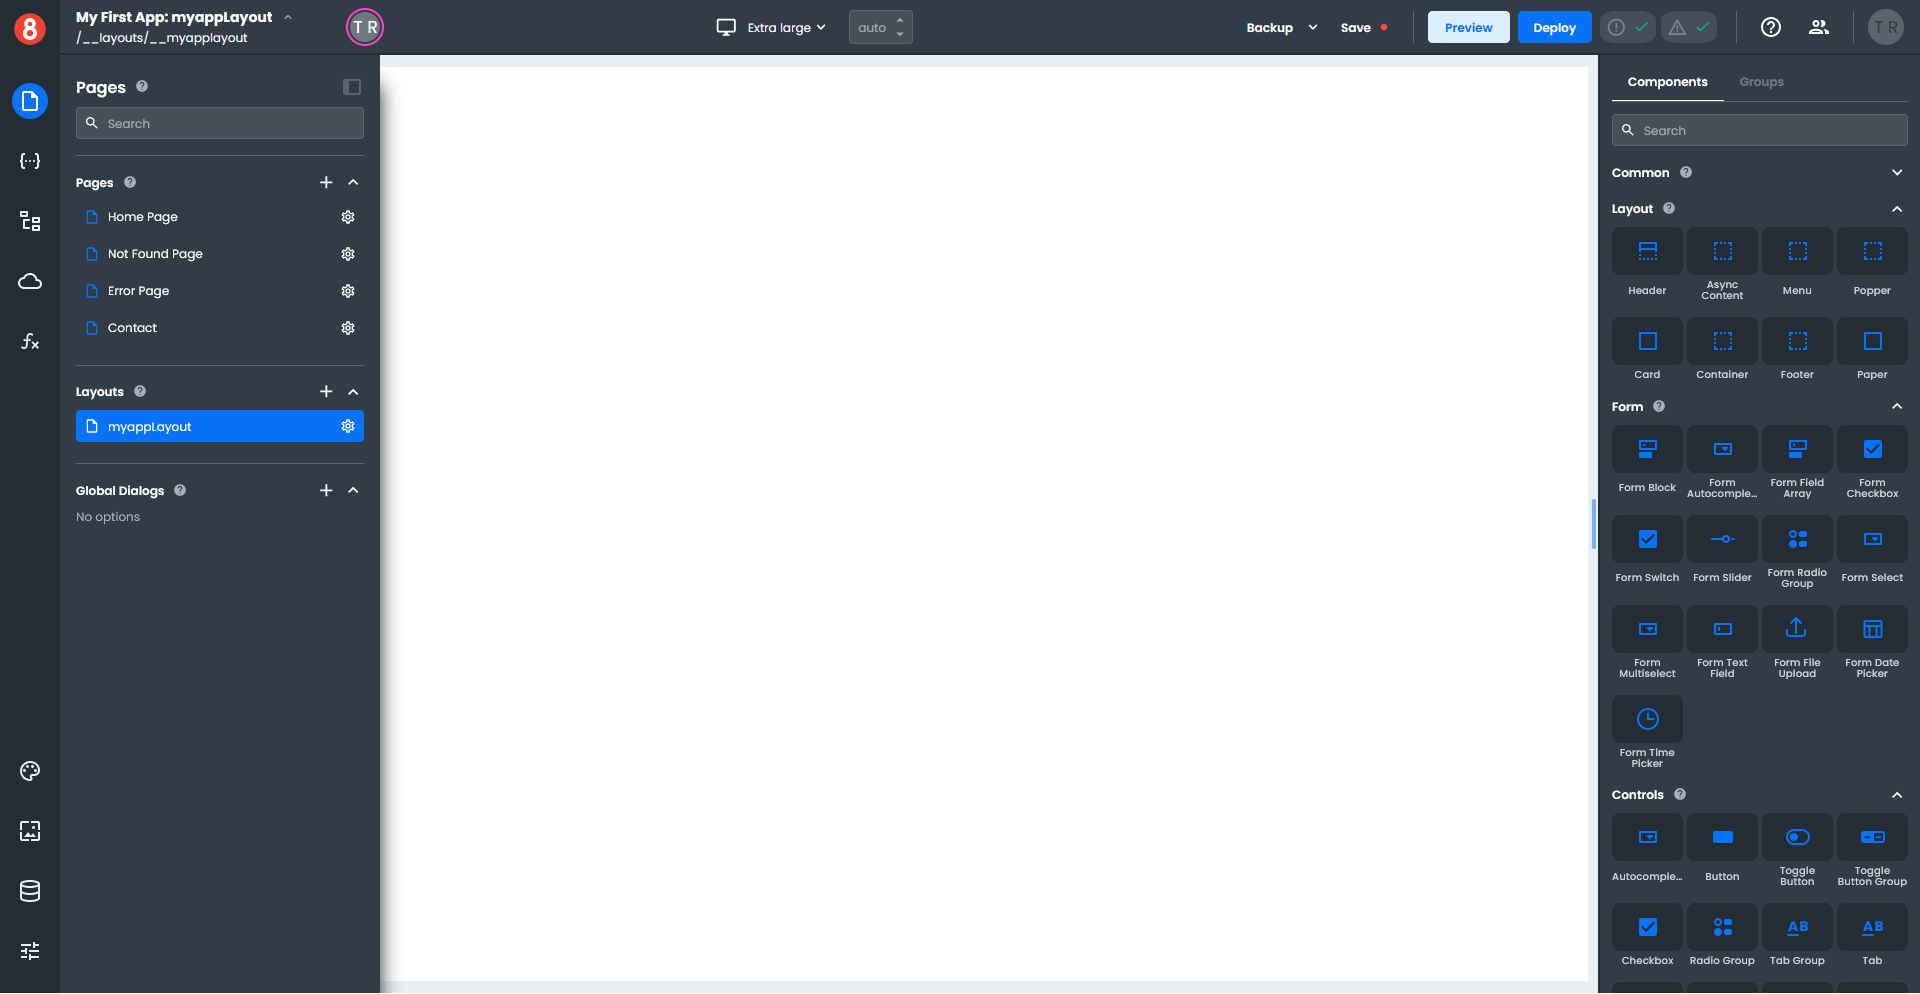 8
My First App: myappLayout
/__layouts/__myapplayout
T R
Extra large
auto
Backup
Save
Preview
Deploy
T R
Pages
Search
Pages
Home Page
Not Found Page
Error Page
Contact
Layouts
myappLayout
Global Dialogs
No options
Components
Groups
Search
Common
Layout
Header
Async
Content
Menu
Popper
Card
Container
Footer
Paper
Form
Form Block
Form
Autocomple...
Form Field
Array
Form
Checkbox
Form Switch
Form Slider
Form Radio
Group
Form Select
Form
Multiselect
Form Text
Field
Form File
Upload
Form Date
Picker
Form Time
Picker
Controls
Autocomple...
Button
Toggle
Button
Toggle
Button Group
Checkbox
Radio Group
AB
Tab Group
AB
Tab